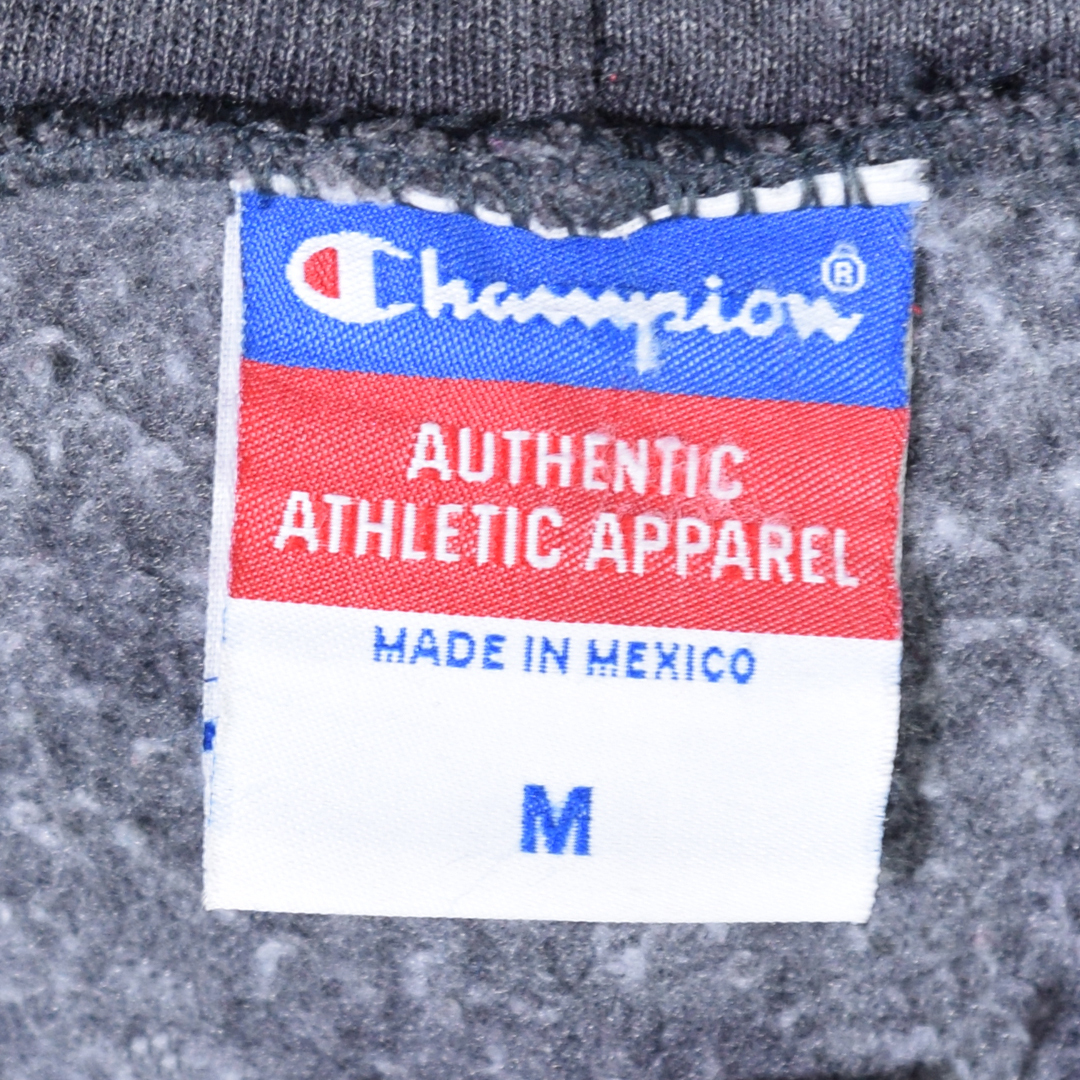 Champion®
AUTHENTIC
ATHLETIC APPAREL
MADE IN MEXICO
M